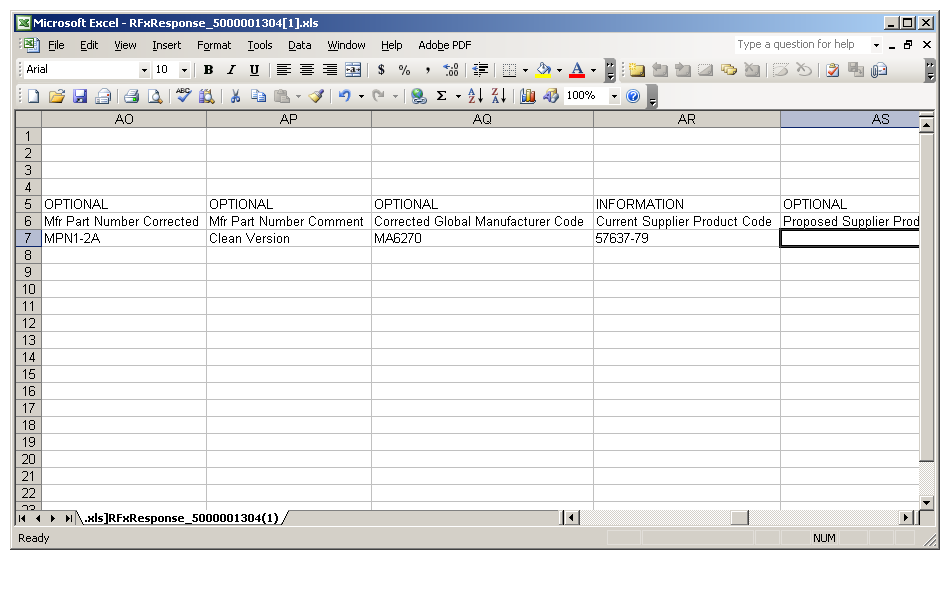 Microsoft Excel - RFxResponse_5000001304[1].xls
File Edit View Insert Format Tools Data Window Help Adobe PDF Type a question for help
Arial 10 B I U $ % ,
Σ 100%
AO AP AQ AR AS
1
2
3
4
5 OPTIONAL OPTIONAL OPTIONAL INFORMATION OPTIONAL
6 Mfr Part Number Corrected Mfr Part Number Comment Corrected Global Manufacturer Code Current Supplier Product Code Proposed Supplier Prod
7 MPN1-2A Clean Version MA6270 57637-79
8
9
10
11
12
13
14
15
16
17
18
19
20
21
22
23
.xls]RFxResponse_5000001304(1)
Ready NUM